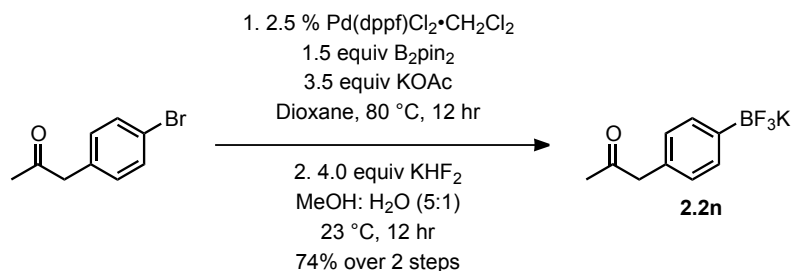 1. 2.5 % Pd(dppf)Cl₂•CH₂Cl₂
1.5 equiv B₂pin₂
3.5 equiv KOAc
Dioxane, 80 °C, 12 hr
O
Br
2. 4.0 equiv KHF₂
MeOH: H₂O (5:1)
23 °C, 12 hr
74% over 2 steps
O
BF₃K
2.2n